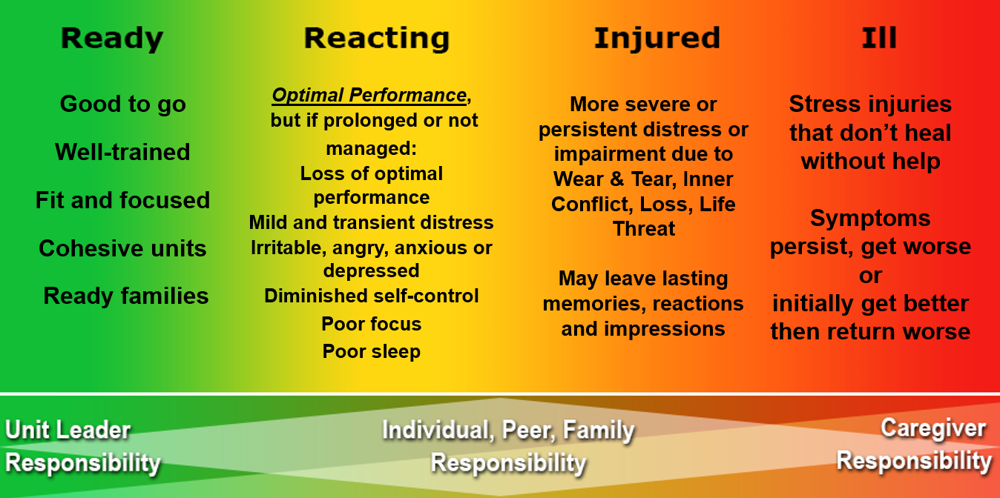 Ready
Good to go
Well-trained
Fit and focused
Cohesive units
Ready families
Reacting
Optimal Performance,
but if prolonged or not
managed:
Loss of optimal
performance
Mild and transient distress
Irritable, angry, anxious or
depressed
Diminished self-control
Poor focus
Poor sleep
Injured
More severe or
persistent distress or
impairment due to
Wear & Tear, Inner
Conflict, Loss, Life
Threat
May leave lasting
memories, reactions
and impressions
Ill
Stress injuries
that don’t heal
without help
Symptoms
persist, get worse
or
initially get better
then return worse
Unit Leader
Responsibility
Individual, Peer, Family
Responsibility
Caregiver
Responsibility